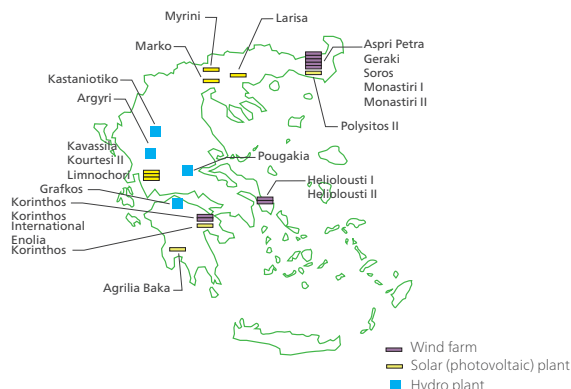 Myrini
Larisa
Marko
Aspri Petra
Geraki
Soros
Monastiri I
Monastiri II
Kastaniotiko
Argyri
Polysitos II
Kavassila
Kourtesi II
Limnochori
Pougakia
Grafkos
Heliolousti I
Heliolousti II
Korinthos
Korinthos
International
Enolia
Korinthos
Agrilia Baka
Wind farm
Solar (photovoltaic) plant
Hydro plant